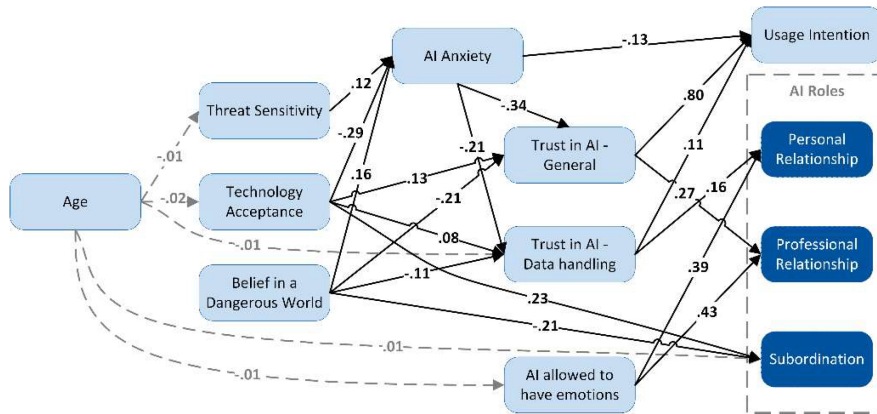 AI Anxiety
-.13
Usage Intention
AI Roles
Threat Sensitivity
.12
-.34
.80
-.01
-.29
Trust in AI -
General
Personal
Relationship
-.21
.11
Age
-.02
Technology
Acceptance
.16
.13
-.21
.27
.16
.08
-.01
Trust in AI -
Data handling
Professional
Relationship
Belief in a
Dangerous World
-.11
.39
.23
.43
-.21
-.01
Subordination
-.01
AI allowed to
have emotions